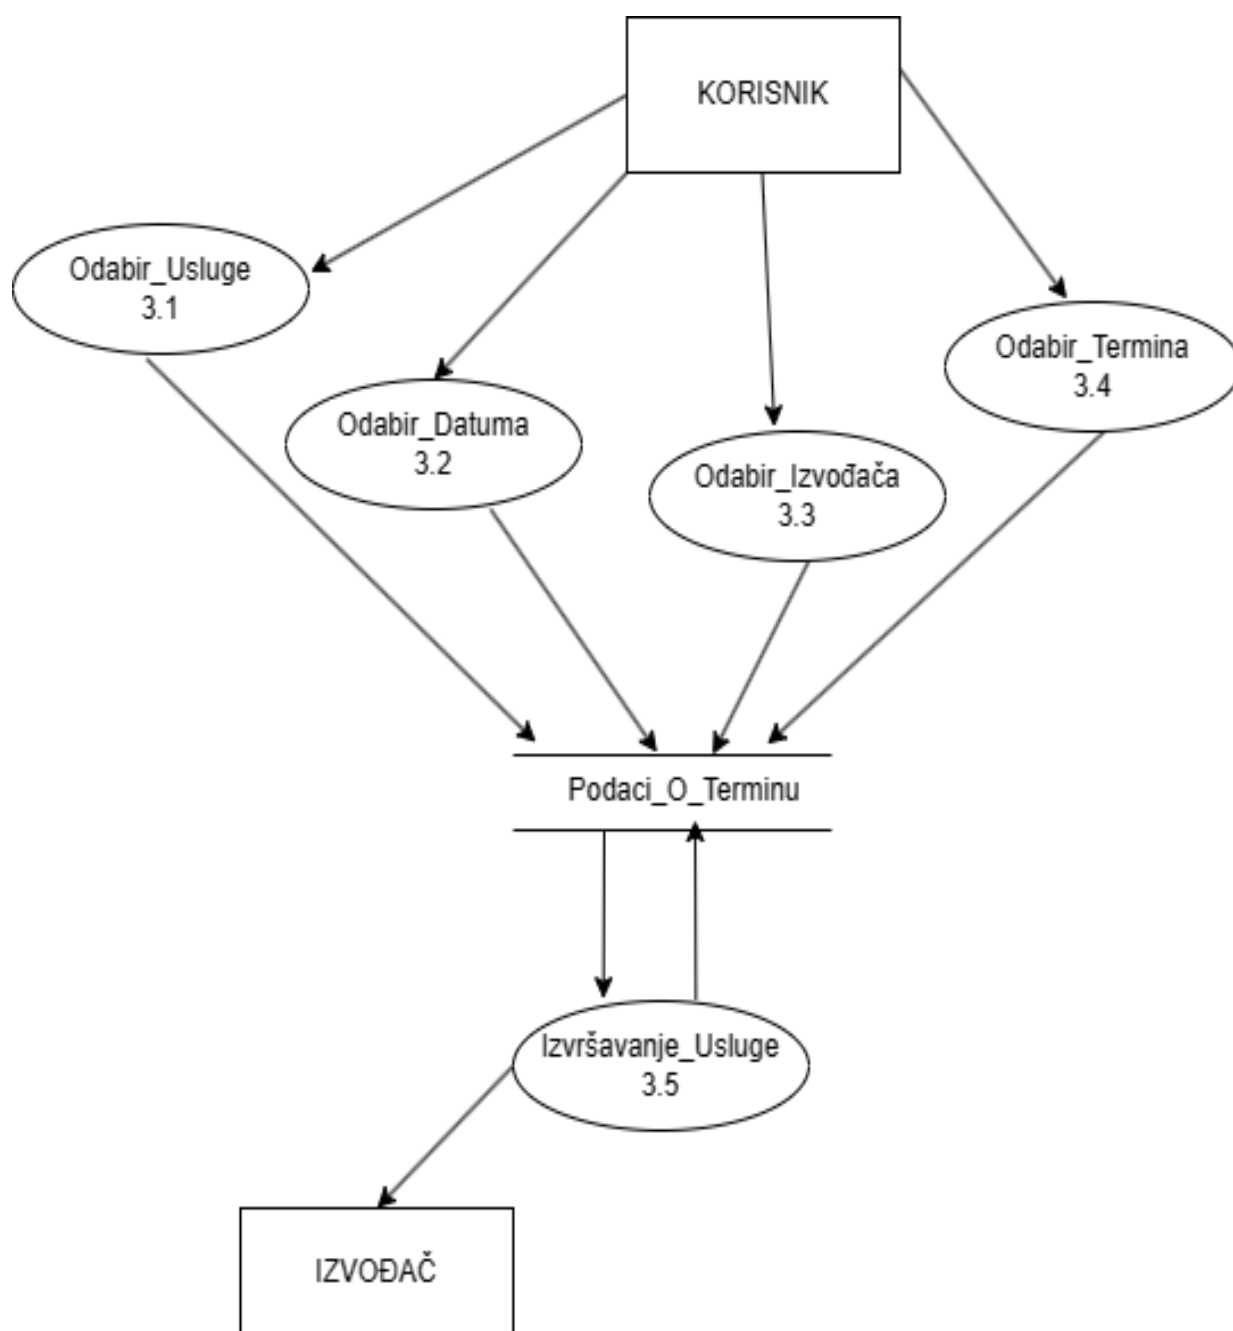 KORISNIK
Odabir_Usluge
3.1
Odabir_Termina
3.4
Odabir_Datuma
3.2
Odabir_Izvođača
3.3
Podaci_O_Terminu
Izvršavanje_Usluge
3.5
IZVOĐAČ